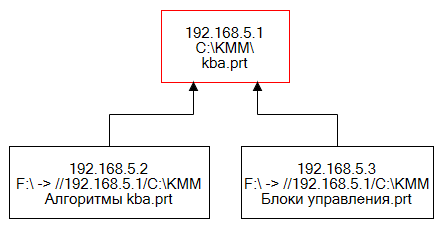 192.168.5.1
C:\KMM\
kba.prt
192.168.5.2
F:\ -> //192.168.5.1/C:\KMM
Алгоритмы kba.prt
192.168.5.3
F:\ -> //192.168.5.1/C:\KMM
Блоки управления.prt